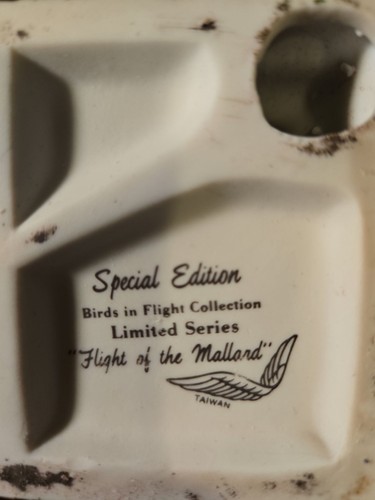 Special Edition
Birds in Flight Collection
Limited Series
"Flight of the Mallard"
TAIWAN